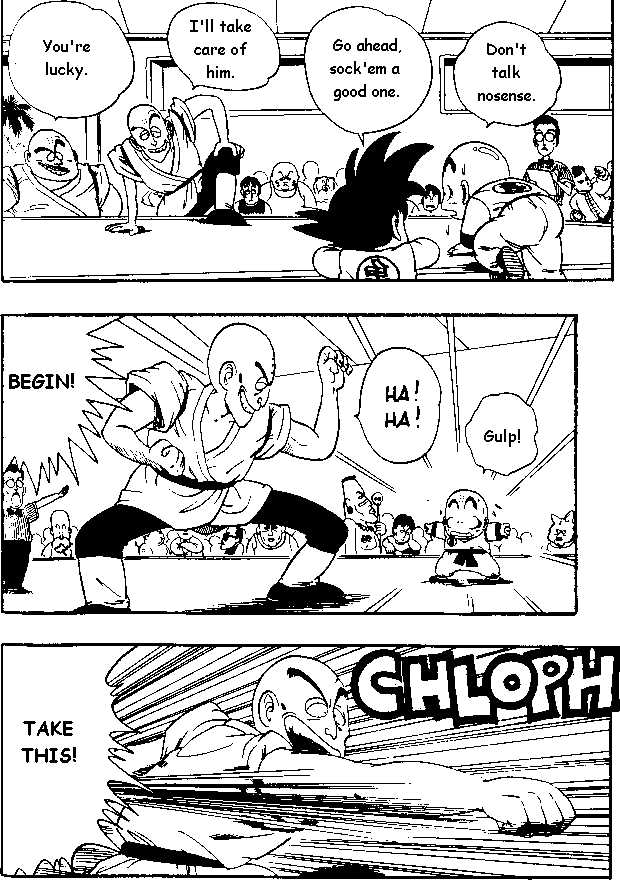 You're
lucky.
I'll take
care of
him.
Go ahead,
sock'em a
good one.
Don't
talk
nosense.
BEGIN!
HA!
HA!
Gulp!
CHLOPH
TAKE
THIS!